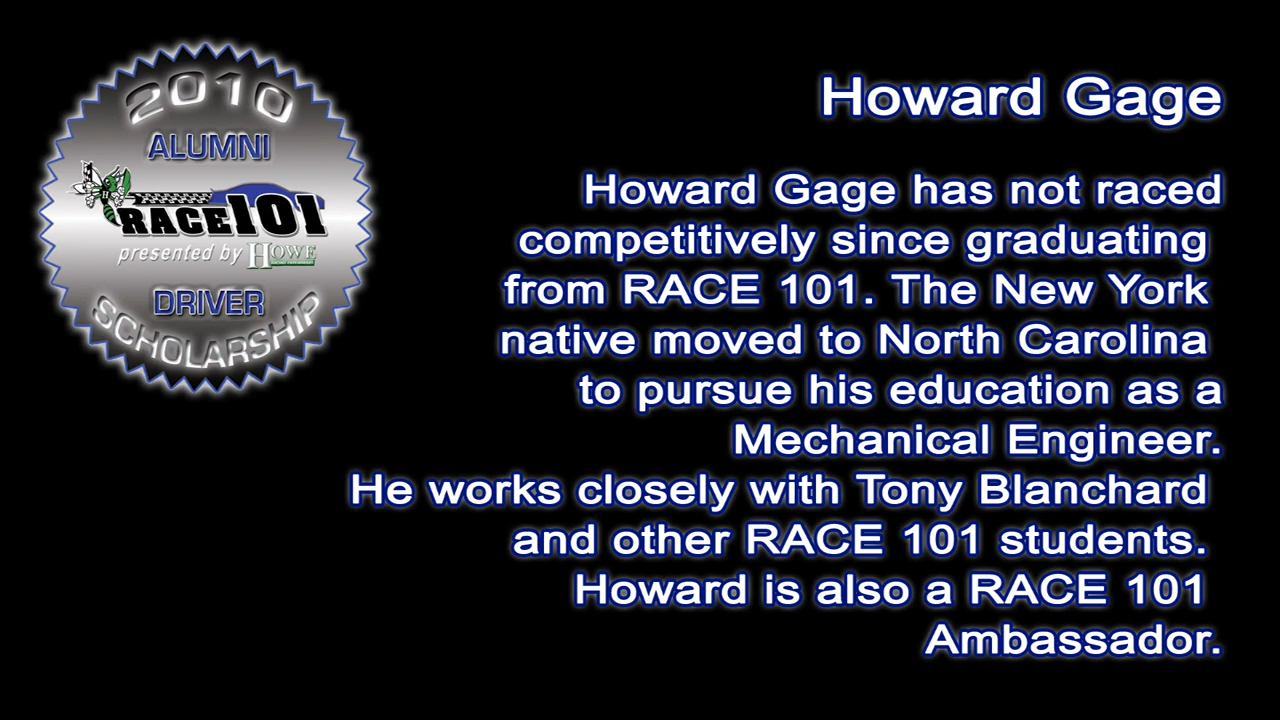 2010
ALUMNI
RACE101
presented by HOWE
DRIVER
SCHOLARSHIP
Howard Gage
Howard Gage has not raced
competitively since graduating
from RACE 101. The New York
native moved to North Carolina
to pursue his education as a
Mechanical Engineer.
He works closely with Tony Blanchard
and other RACE 101 students.
Howard is also a RACE 101
Ambassador.